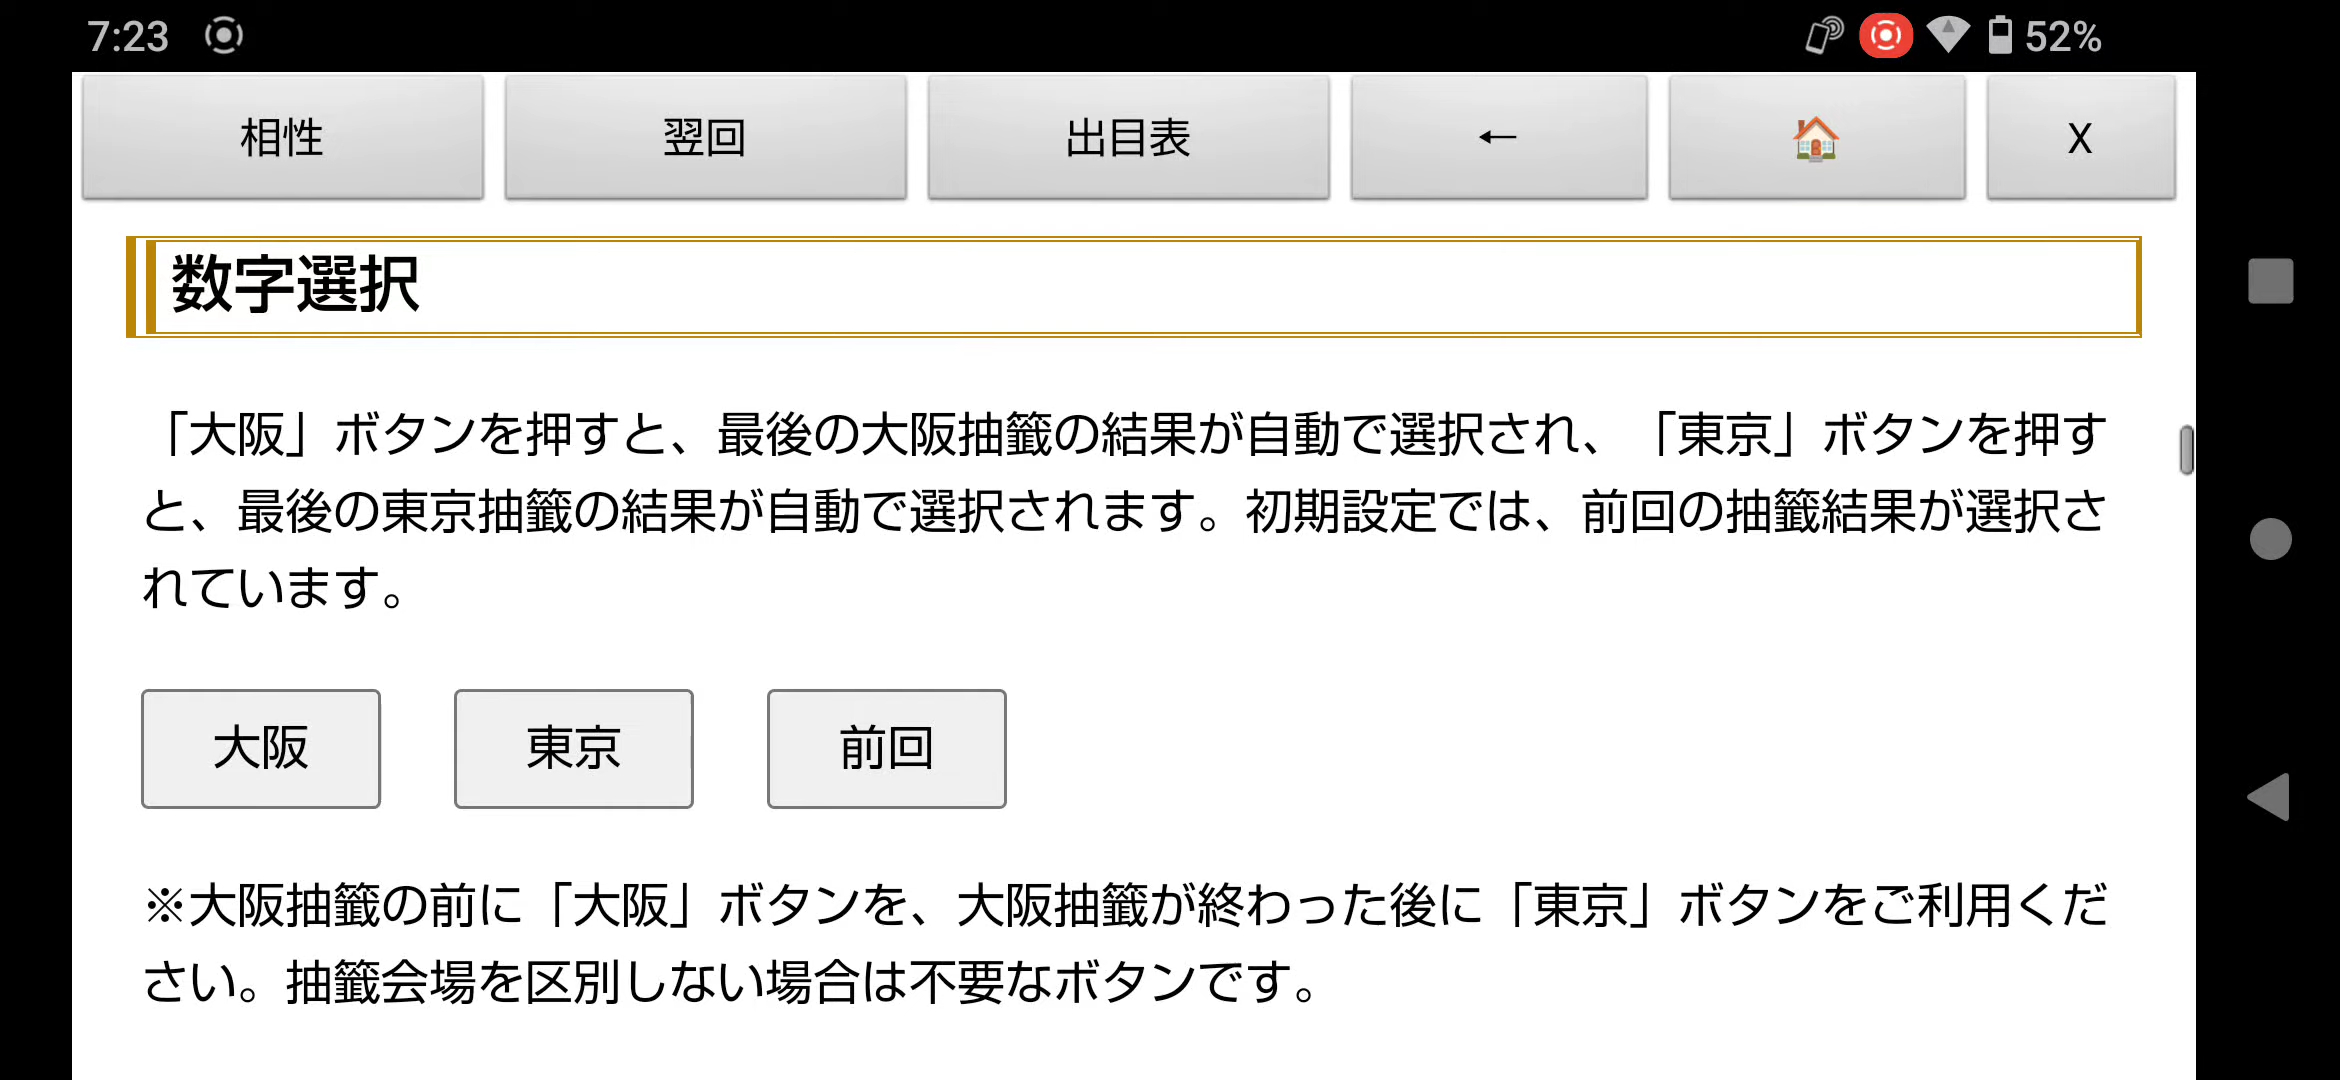 7:23 52%
相性 翌回 出目表 ← X
数字選択
「大阪」ボタンを押すと、最後の大阪抽籤の結果が自動で選択され、「東京」ボタンを押す
と、最後の東京抽籤の結果が自動で選択されます。初期設定では、前回の抽籤結果が選択さ
れています。
大阪 東京 前回
※大阪抽籤の前に「大阪」ボタンを、大阪抽籤が終わった後に「東京」ボタンをご利用くだ
さい。抽籤会場を区別しない場合は不要なボタンです。